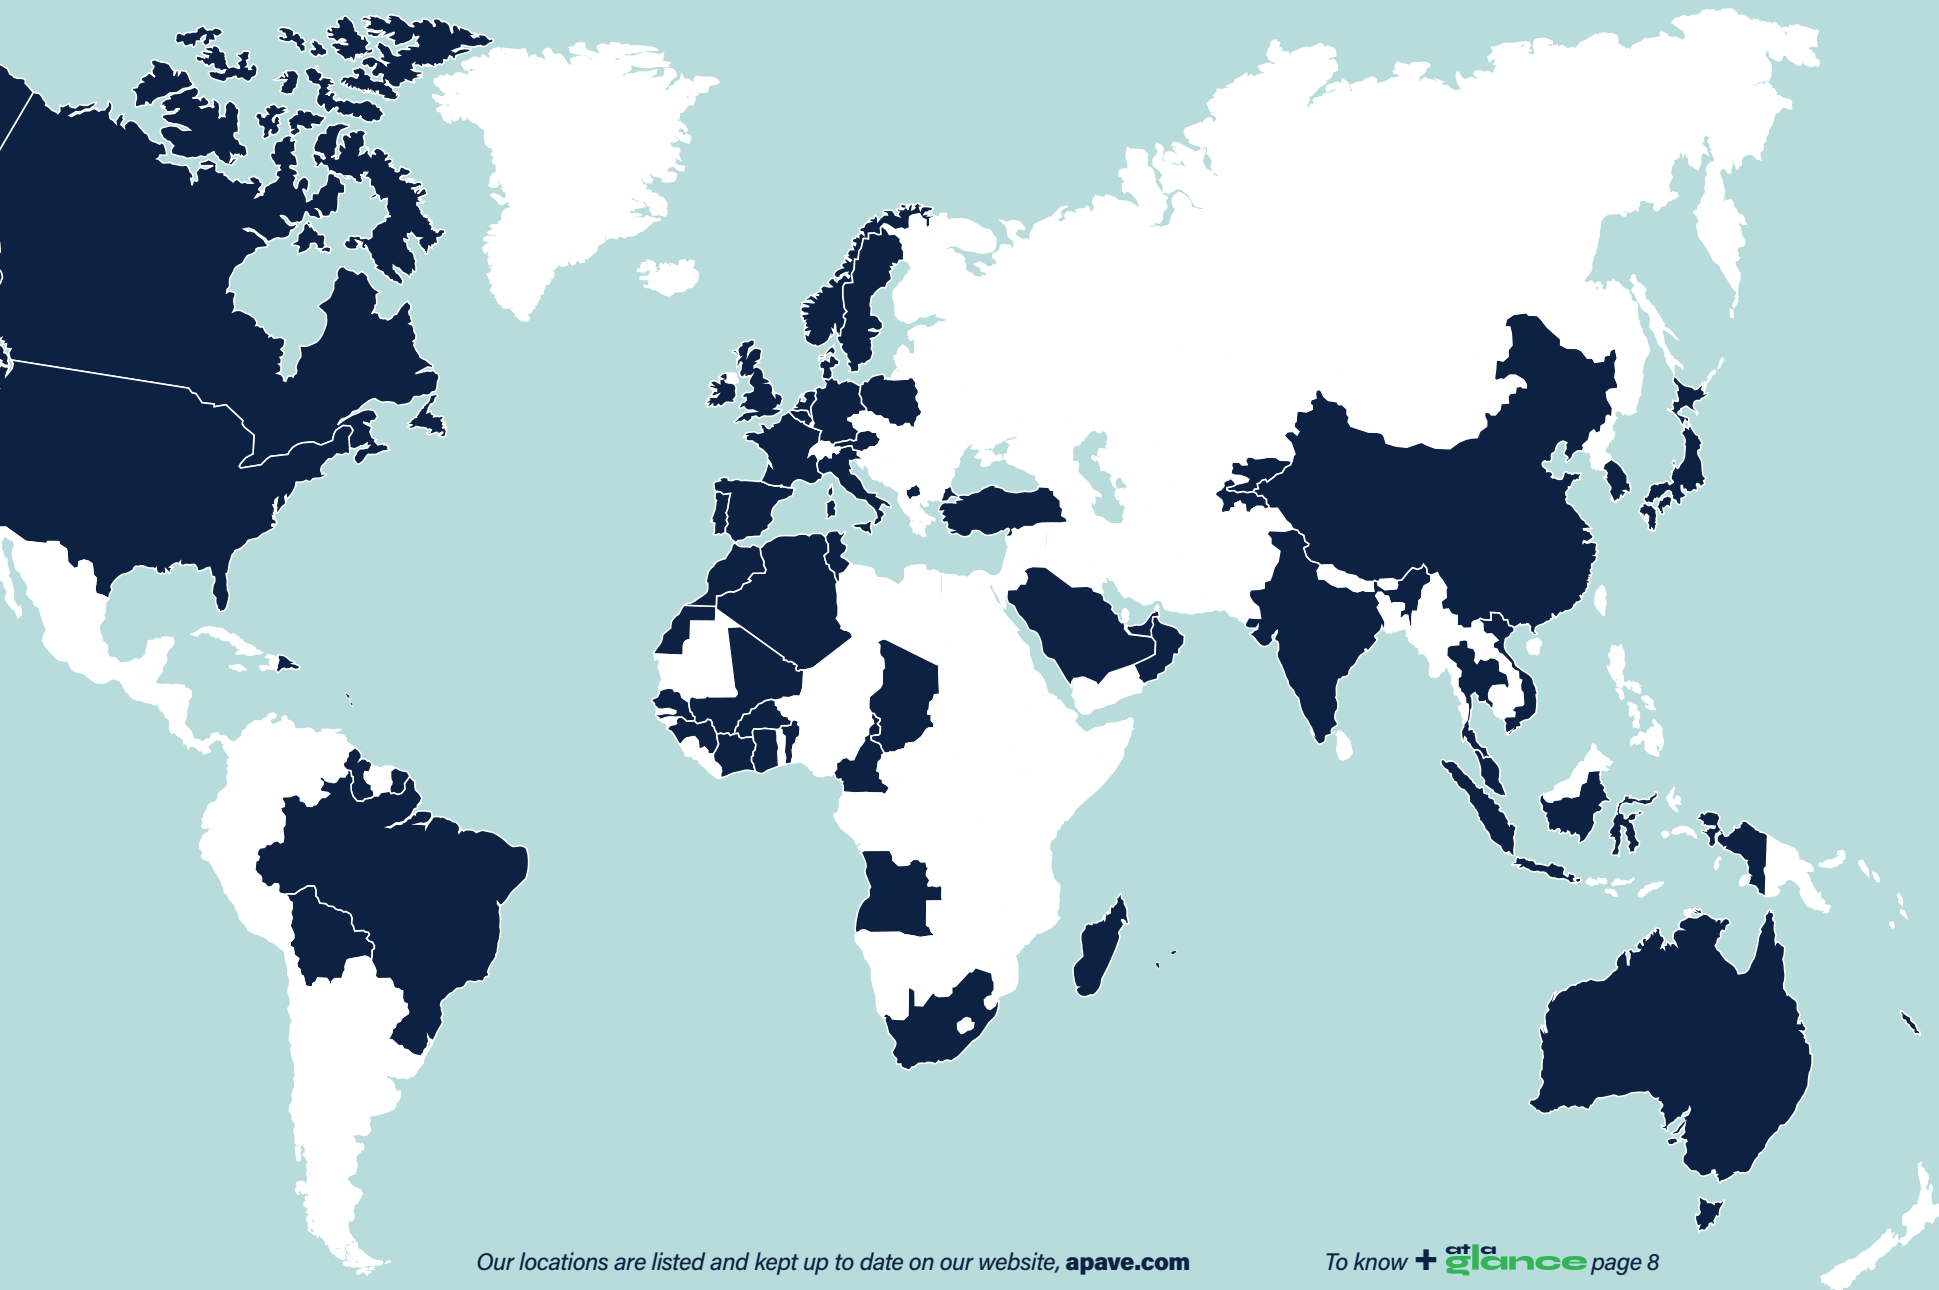 Our locations are listed and kept up to date on our website, apave.com
To know + at a glance page 8